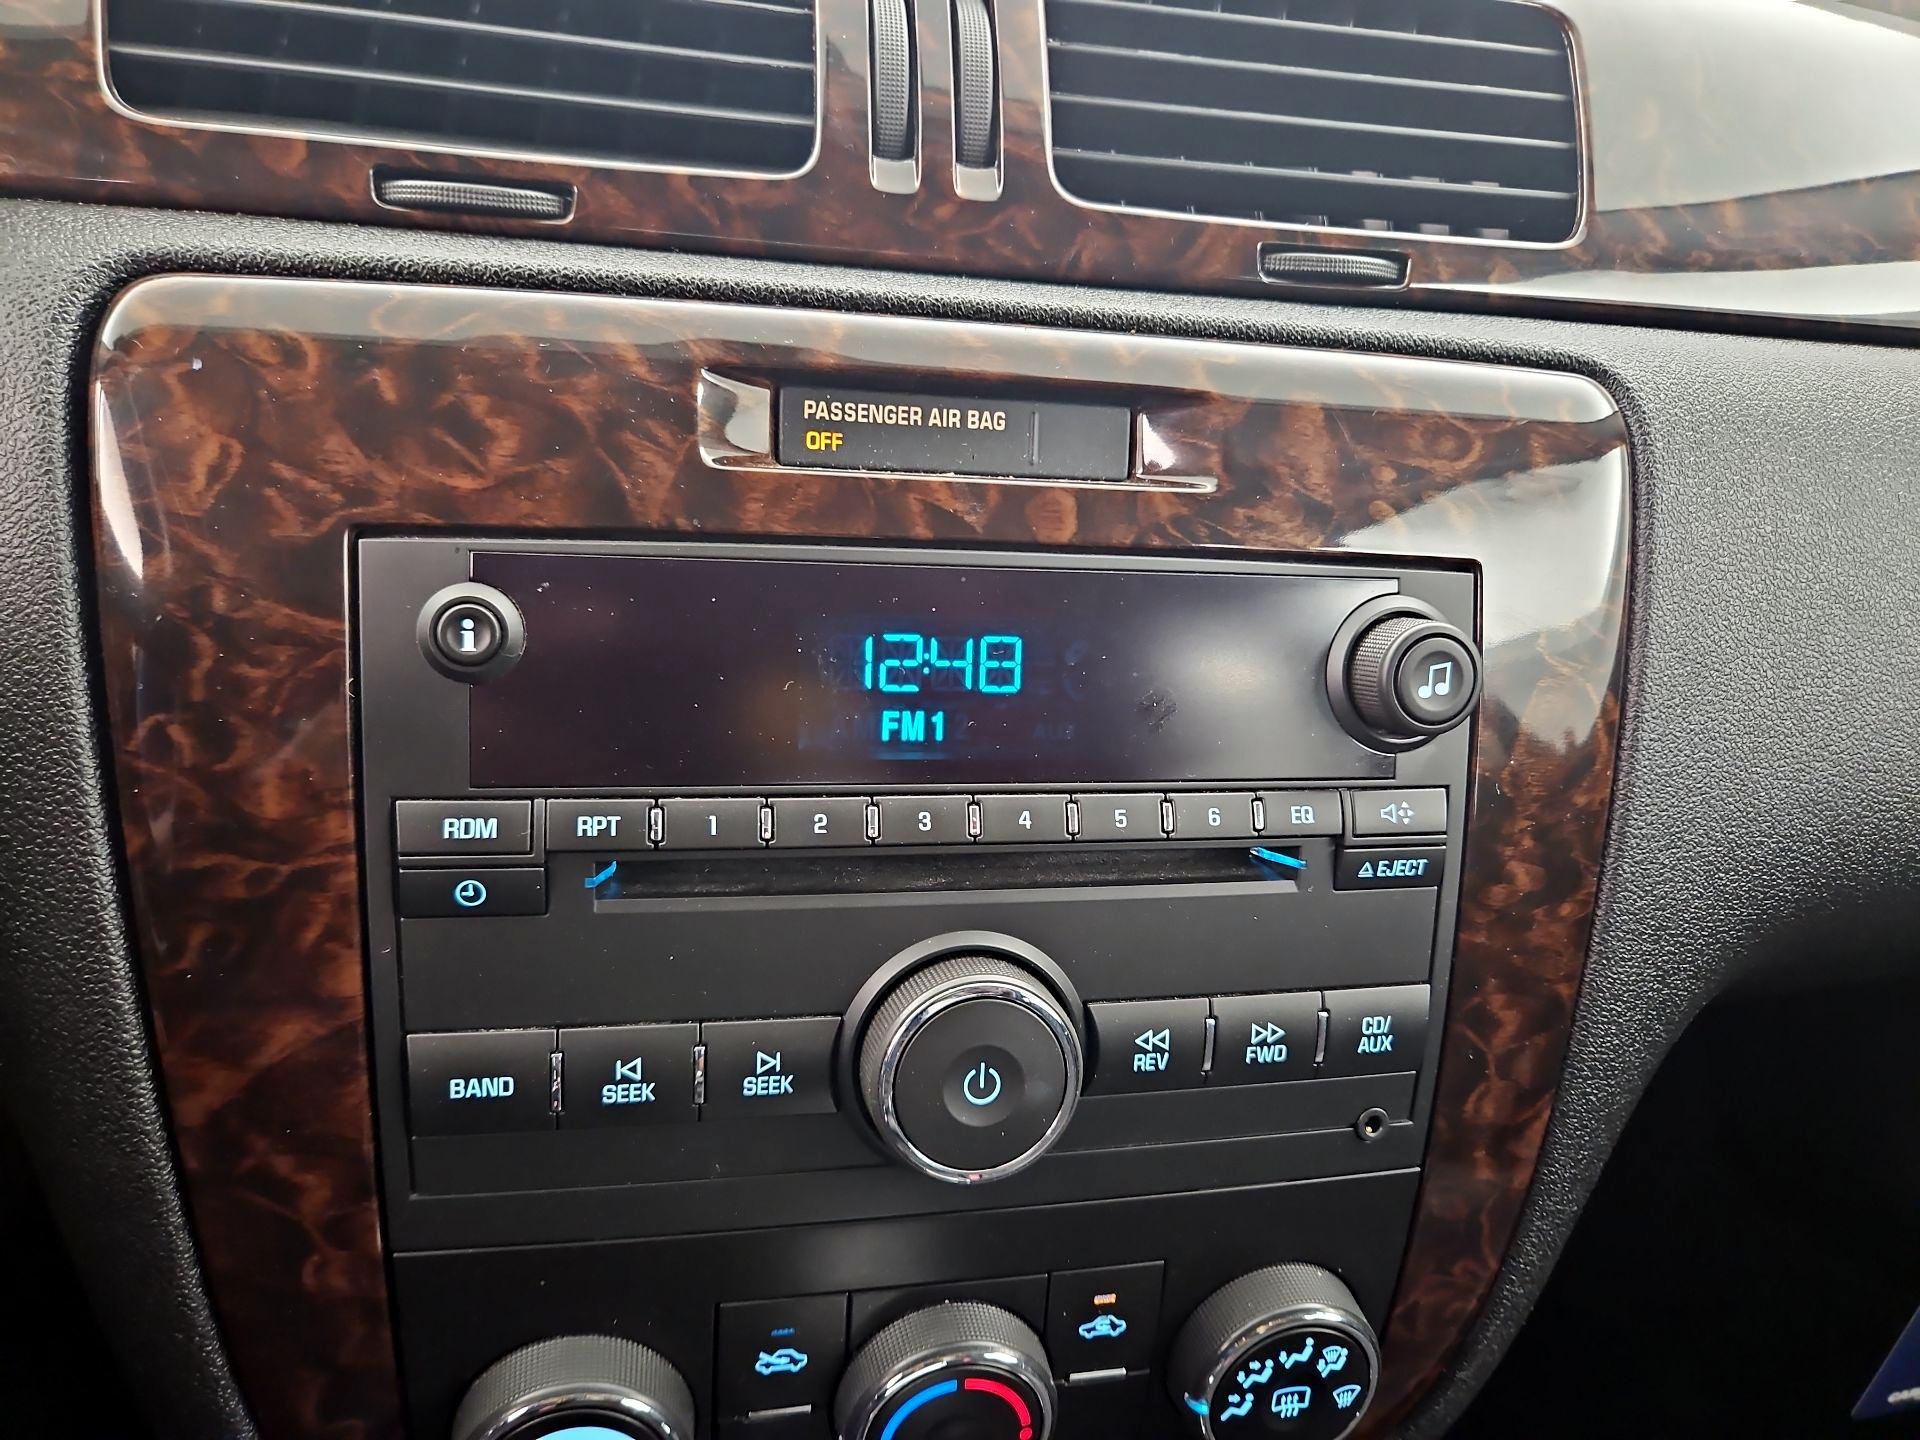 PASSENGER AIR BAG
OFF
i
12:48
FM1
RDM
RPT
1
2
3
4
5
6
EQ
EJECT
BAND
SEEK
SEEK
REV
FWD
CD/
AUX